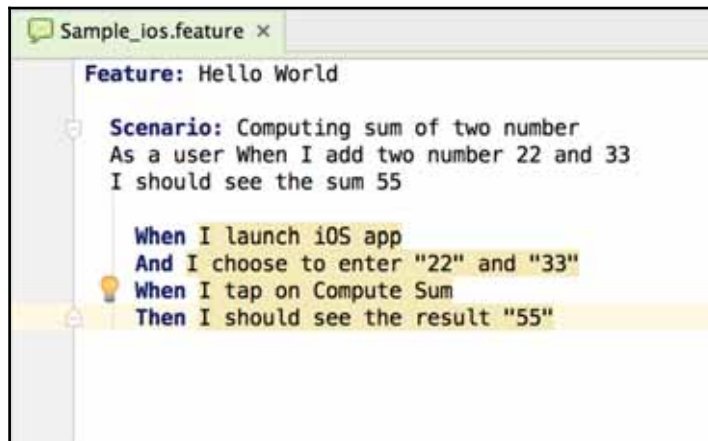 Sample_ios.feature ×
Feature: Hello World
Scenario: Computing sum of two number
As a user When I add two number 22 and 33
I should see the sum 55
When I launch iOS app
And I choose to enter "22" and "33"
When I tap on Compute Sum
Then I should see the result "55"